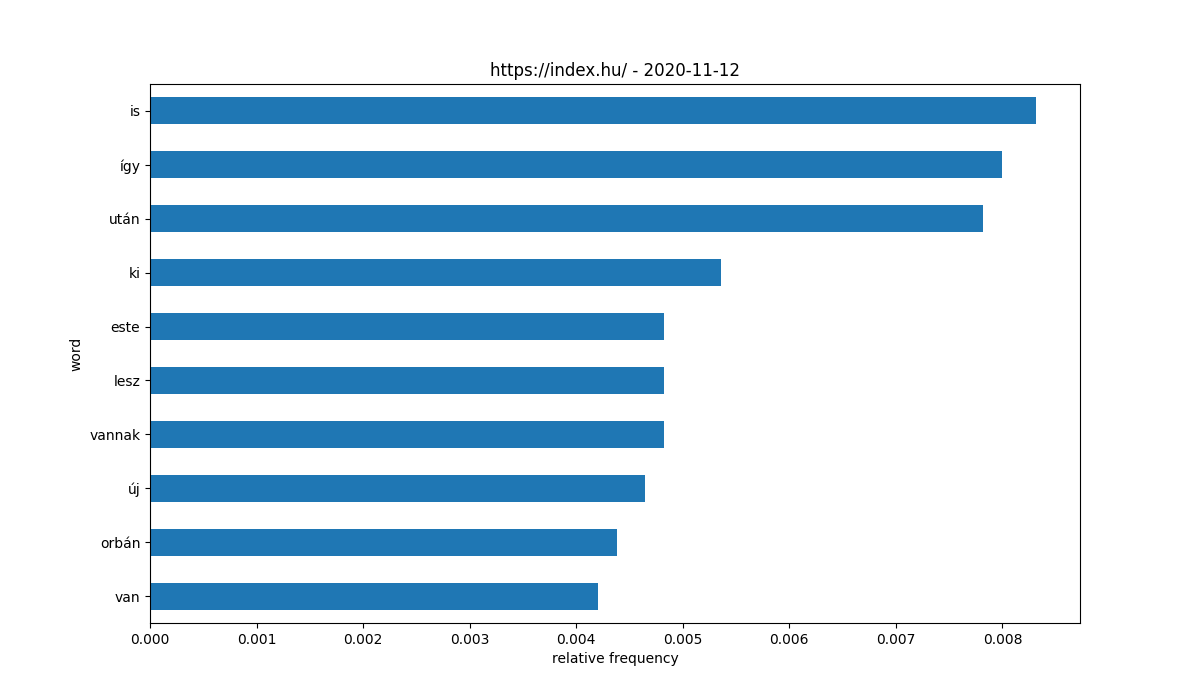 https://index.hu/ - 2020-11-12
is
így
után
ki
este
lesz
vannak
új
orbán
van
word
0.000 0.001 0.002 0.003 0.004 0.005 0.006 0.007 0.008
relative frequency